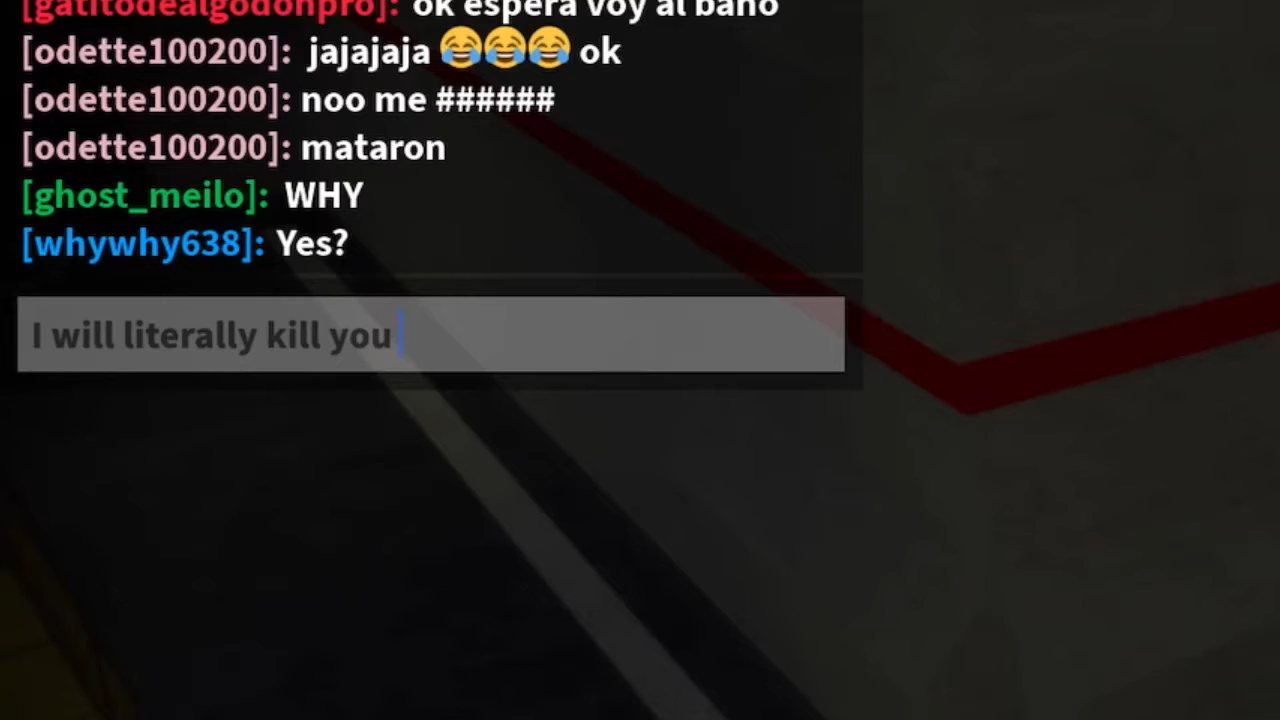 [gatitodealgodonpro]: ok espera voy al baño
[odette100200]: jajajaja 😂😂😂 ok
[odette100200]: noo me ######
[odette100200]: mataron
[ghost_meilo]: WHY
[whywhy638]: Yes?
I will literally kill you